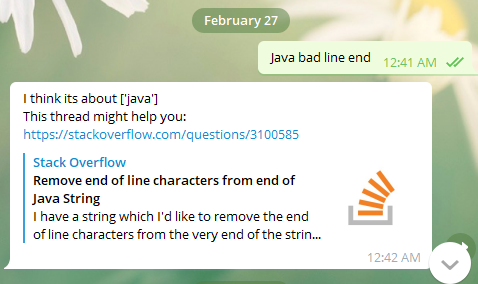 February 27
Java bad line end
12:41 AM
I think its about ['java']
This thread might help you:
https://stackoverflow.com/questions/3100585
Stack Overflow
Remove end of line characters from end of
Java String
I have a string which I'd like to remove the end
of line characters from the very end of the strin...
12:42 AM